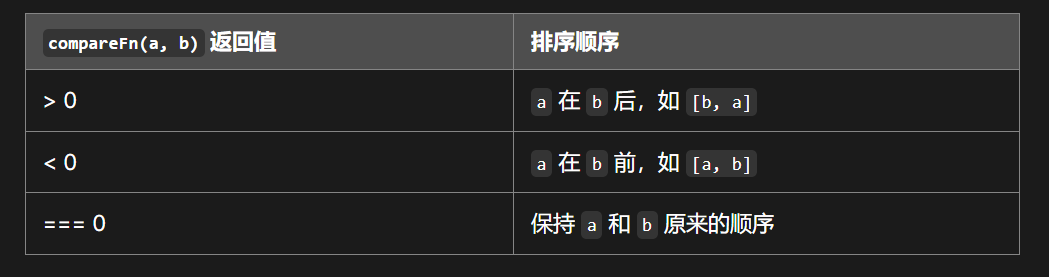 compareFn(a, b) 返回值
排序顺序
> 0
a 在 b 后，如 [b, a]
< 0
a 在 b 前，如 [a, b]
=== 0
保持 a 和 b 原来的顺序